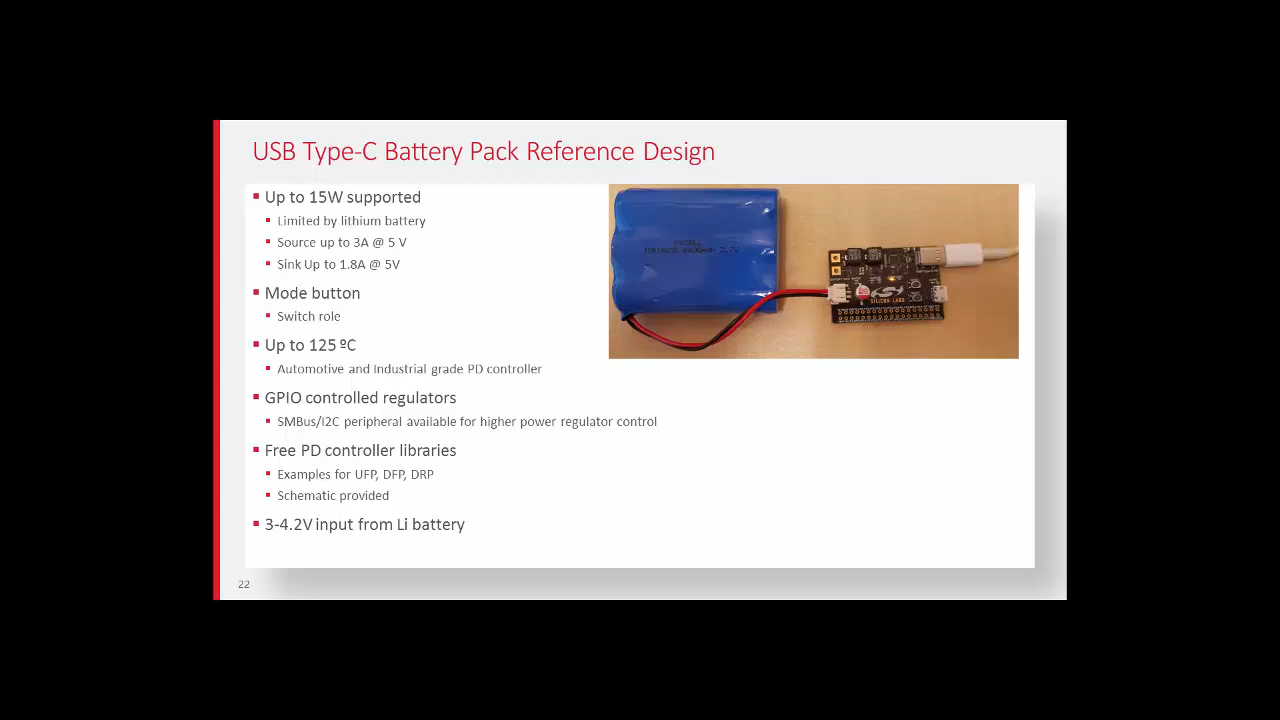 USB Type-C Battery Pack Reference Design
Up to 15W supported
Limited by lithium battery
Source up to 3A @ 5 V
Sink Up to 1.8A @ 5V
Mode button
Switch role
Up to 125 ºC
Automotive and Industrial grade PD controller
GPIO controlled regulators
SMBus/I2C peripheral available for higher power regulator control
Free PD controller libraries
Examples for UFP, DFP, DRP
Schematic provided
3-4.2V input from Li battery
SILICON LABS
22